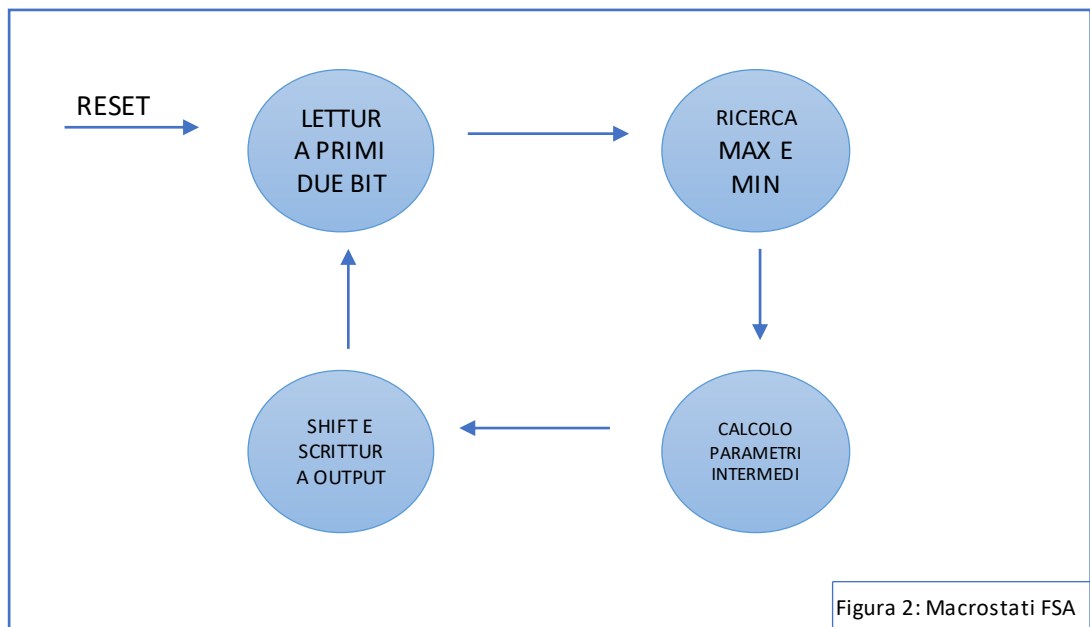 RESET
LETTUR
A PRIMI
DUE BIT
RICERCA
MAX E
MIN
SHIFT E
SCRITTUR
A OUTPUT
CALCOLO
PARAMETRI
INTERMEDI
Figura 2: Macrostati FSA